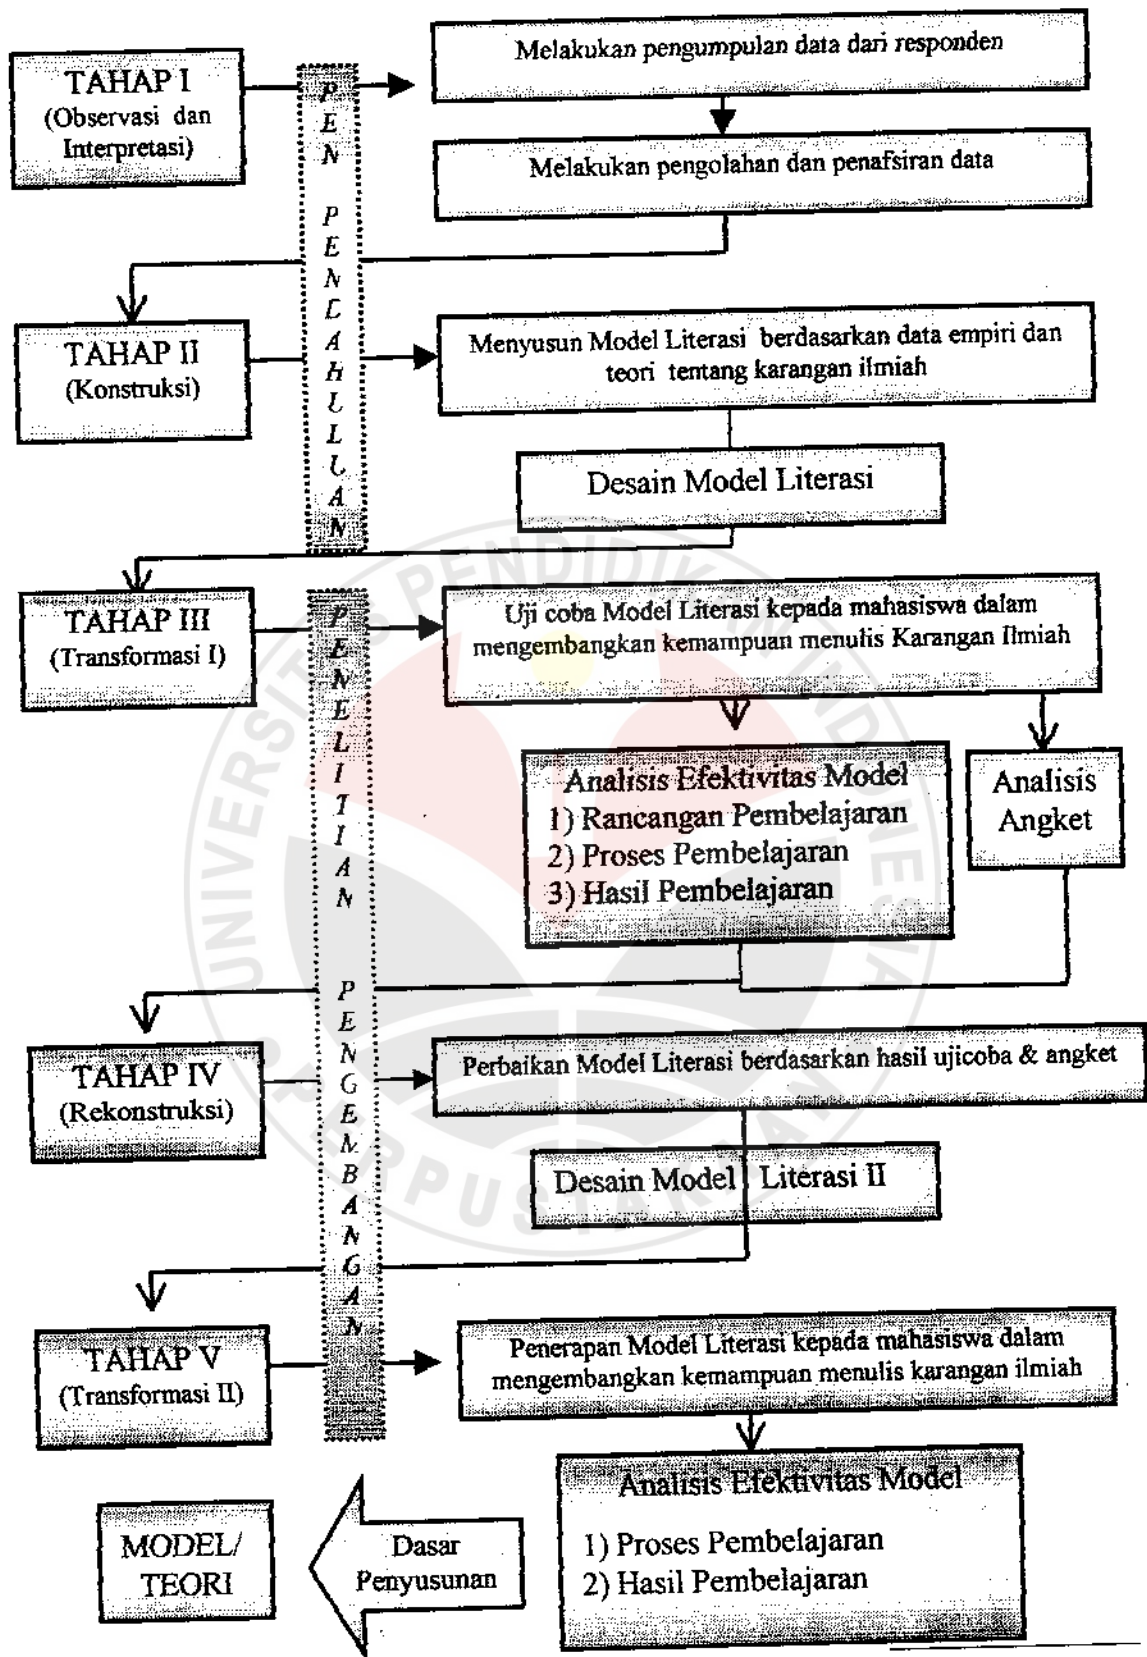 TAHAP I
(Observasi dan
Interpretasi)
Melakukan pengumpulan data dari responden
Melakukan pengolahan dan penafsiran data
PEN PENDAHULUAN
TAHAP II
(Konstruksi)
Menyusun Model Literasi berdasarkan data empiri dan
teori tentang karangan ilmiah
Desain Model Literasi
TAHAP III
(Transformasi I)
Uji coba Model Literasi kepada mahasiswa dalam
mengembangkan kemampuan menulis Karangan Ilmiah
Analisis Efektivitas Model
1) Rancangan Pembelajaran
2) Proses Pembelajaran
3) Hasil Pembelajaran
Analisis
Angket
PENELITIAN PENGEMBANGAN
TAHAP IV
(Rekonstruksi)
Perbaikan Model Literasi berdasarkan hasil ujicoba & angket
Desain Model Literasi II
TAHAP V
(Transformasi II)
Penerapan Model Literasi kepada mahasiswa dalam
mengembangkan kemampuan menulis karangan ilmiah
Analisis Efektivitas Model
1) Proses Pembelajaran
2) Hasil Pembelajaran
Dasar
Penyusunan
MODEL/
TEORI
UNIVERSITAS PENDIDIKAN INDONESIA
PERPUSTAKAAN